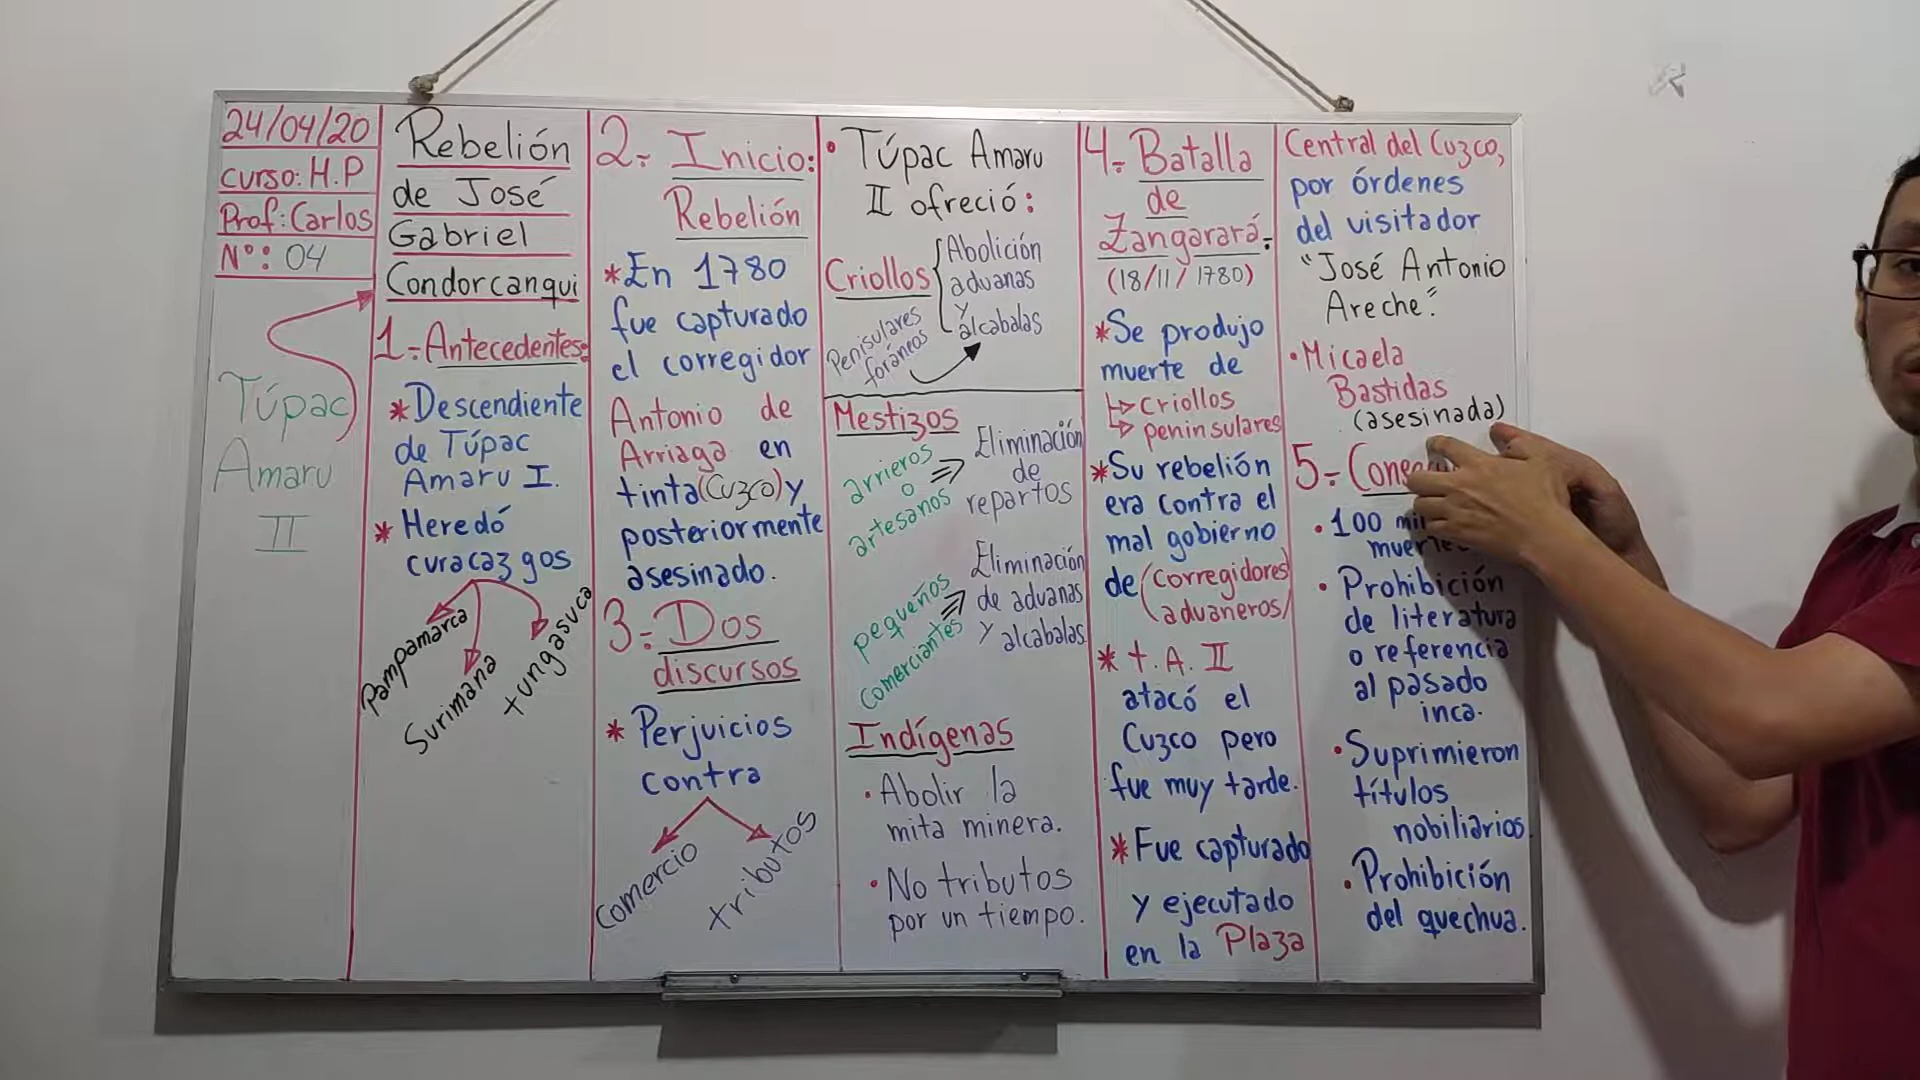 24/04/20
curso: H.P
Prof: Carlos
N°: 04
Túpac
Amaru
II
Rebelión
de José
Gabriel
Condorcanqui
1.- Antecedentes:
* Descendiente
de Túpac
Amaru I.
* Heredó
curacazgos
Pampamarca
Surimana
tungasuca
2.- Inicio:
Rebelión
* En 1780
fue capturado
el corregidor
Antonio de
Arriaga en
tinta (Cuzco) y
posteriormente
asesinado.
3.- Dos
discursos
* Perjuicios
contra
comercio
tributos
• Túpac Amaru
II ofreció:
Criollos
Abolición
aduanas
y
alcabalas
Penisulares
foráneos
Mestizos
arrieros
o
artesanos
Eliminación
de
repartos
pequeños
comerciantes
Eliminación
de aduanas
y alcabalas
Indígenas
• Abolir la
mita minera.
• No tributos
por un tiempo.
4.- Batalla
de
Zangarará.-
(18/11/1780)
* Se produjo
muerte de
criollos
peninsulares
* Su rebelión
era contra el
mal gobierno
de (corregidores
aduaneros/
* t.A. II
atacó el
Cuzco pero
fue muy tarde.
* Fue capturado
y ejecutado
en la Plaza
Central del Cuzco,
por órdenes
del visitador
"José Antonio
Areche".
• Micaela
Bastidas
(asesinada)
5.-
• 100
• Prohibición
de literatura
o referencia
al pasado
inca.
• Suprimieron
títulos
nobiliarios.
• Prohibición
del quechua.